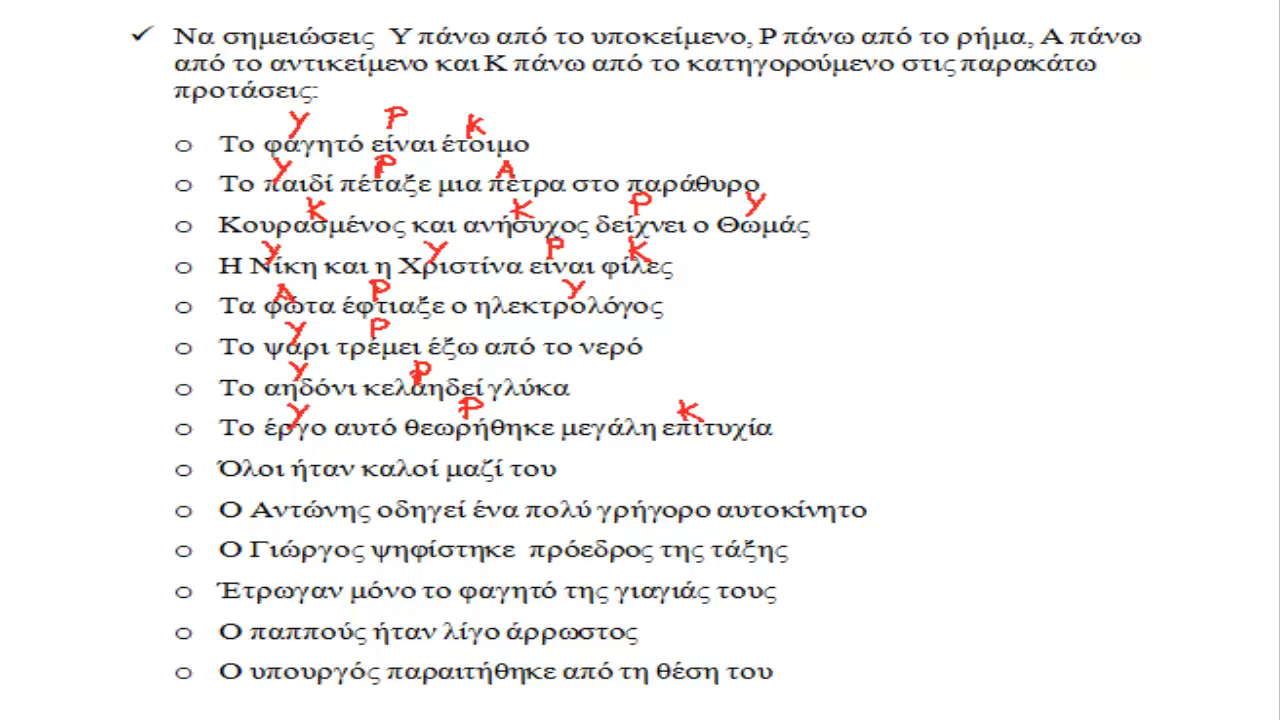 ✓ Να σημειώσεις Υ πάνω από το υποκείμενο, Ρ πάνω από το ρήμα, Α πάνω
από το αντικείμενο και Κ πάνω από το κατηγορούμενο στις παρακάτω
προτάσεις:
Υ Ρ Κ
ο Το φαγητό είναι έτοιμο
Υ Ρ Α
ο Το παιδί πέταξε μια πέτρα στο παράθυρο
Κ Κ Ρ Υ
ο Κουρασμένος και ανήσυχος δείχνει ο Θωμάς
Υ Υ Ρ Κ
ο Η Νίκη και η Χριστίνα είναι φίλες
Α Ρ Υ
ο Τα φώτα έφτιαξε ο ηλεκτρολόγος
Υ Ρ
ο Το ψάρι τρέμει έξω από το νερό
Υ Ρ
ο Το αηδόνι κελαηδεί γλύκα
Υ Ρ Κ
ο Το έργο αυτό θεωρήθηκε μεγάλη επιτυχία
ο Όλοι ήταν καλοί μαζί του
ο Ο Αντώνης οδηγεί ένα πολύ γρήγορο αυτοκίνητο
ο Ο Γιώργος ψηφίστηκε πρόεδρος της τάξης
ο Έτρωγαν μόνο το φαγητό της γιαγιάς τους
ο Ο παππούς ήταν λίγο άρρωστος
ο Ο υπουργός παραιτήθηκε από τη θέση του